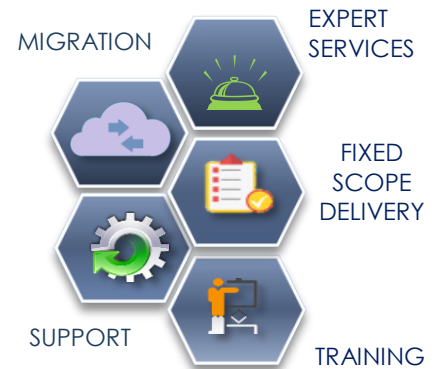 MIGRATION
EXPERT
SERVICES
FIXED
SCOPE
DELIVERY
SUPPORT
TRAINING